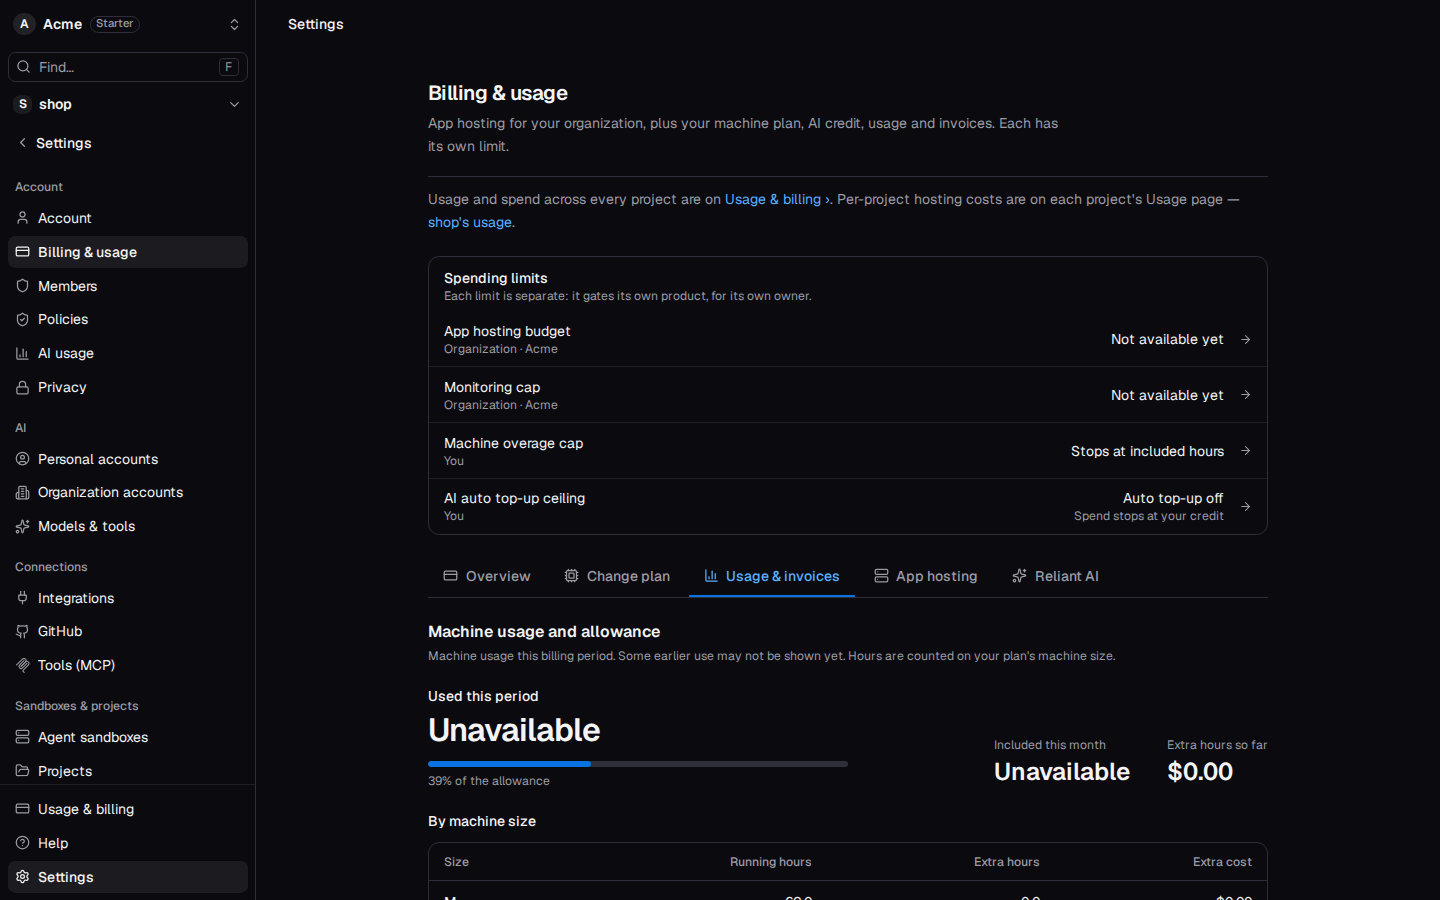 A Acme Starter
Find... F
S shop
Settings
Account
Account
Billing & usage
Members
Policies
AI usage
Privacy
AI
Personal accounts
Organization accounts
Models & tools
Connections
Integrations
GitHub
Tools (MCP)
Sandboxes & projects
Agent sandboxes
Projects
Usage & billing
Help
Settings
Settings
Billing & usage
App hosting for your organization, plus your machine plan, AI credit, usage and invoices. Each has
its own limit.
Usage and spend across every project are on Usage & billing ›. Per-project hosting costs are on each project's Usage page —
shop's usage.
Spending limits
Each limit is separate: it gates its own product, for its own owner.
App hosting budget
Organization · Acme
Not available yet
Monitoring cap
Organization · Acme
Not available yet
Machine overage cap
You
Stops at included hours
AI auto top-up ceiling
You
Auto top-up off
Spend stops at your credit
Overview Change plan Usage & invoices App hosting Reliant AI
Machine usage and allowance
Machine usage this billing period. Some earlier use may not be shown yet. Hours are counted on your plan's machine size.
Used this period
Unavailable
39% of the allowance
Included this month
Unavailable
Extra hours so far
$0.00
By machine size
Size Running hours Extra hours Extra cost